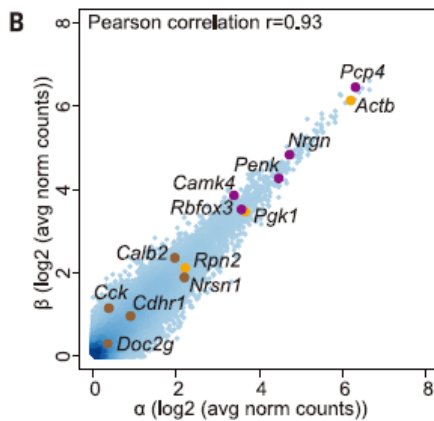 B
Pearson correlation r=0.93
β (log2 (avg norm counts))
8
6
4
2
0
Pcp4
Actb
Nrgn
Penk
Camk4
Rbfox3
Pgk1
Calb2
Rpn2
Nrsn1
Cck
Cdhr1
Doc2g
0 2 4 6 8
α (log2 (avg norm counts))